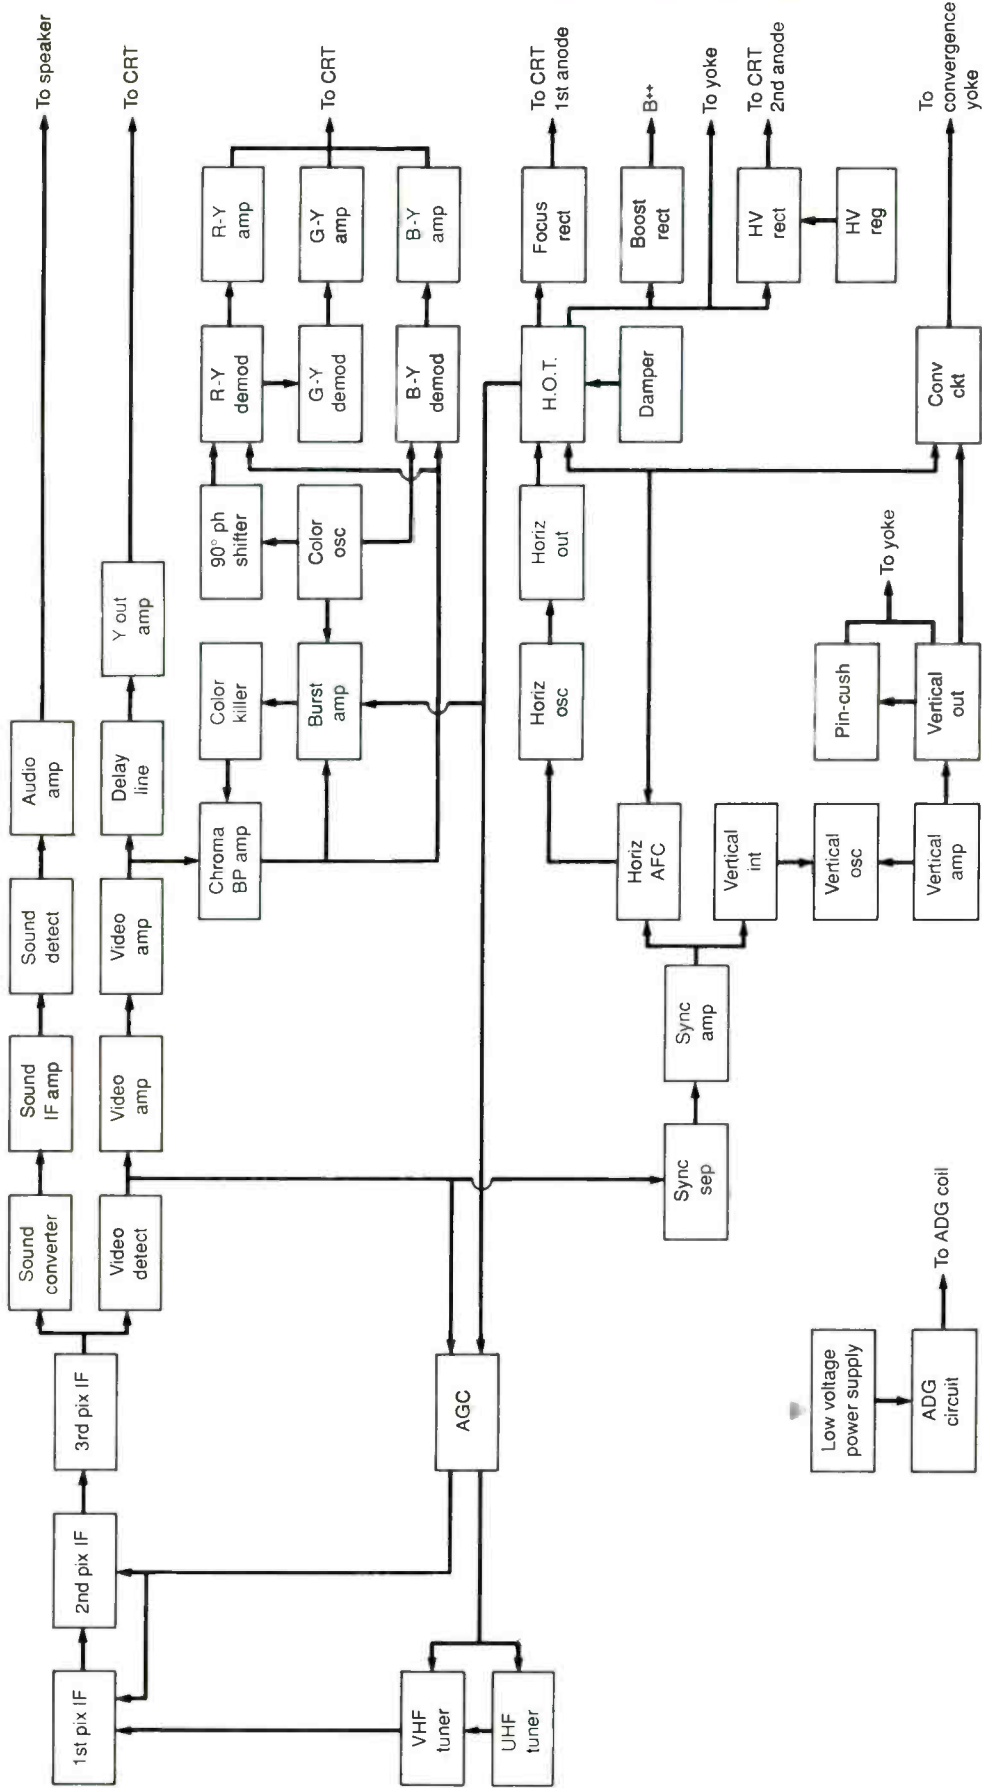 1st pix IF
2nd pix IF
3rd pix IF
Sound
converter
Sound
IF amp
Sound
detect
Audio
amp
To speaker
Video
detect
Video
amp
Video
amp
Delay
line
Y out
amp
To CRT
Chroma
BP amp
Color
killer
90° ph
shifter
R-Y
demod
R-Y
amp
Burst
amp
Color
osc
G-Y
demod
G-Y
amp
To CRT
B-Y
demod
B-Y
amp
VHF
tuner
UHF
tuner
AGC
Horiz
osc
Horiz
out
H.O.T.
Focus
rect
To CRT
1st anode
Horiz
AFC
Damper
Boost
rect
B++
To yoke
Sync
sep
Sync
amp
Vertical
int
HV
rect
To CRT
2nd anode
Vertical
osc
Pin-cush
To yoke
HV
reg
Vertical
amp
Vertical
out
Conv
ckt
To
convergence
yoke
Low voltage
power supply
ADG
circuit
To ADG coil